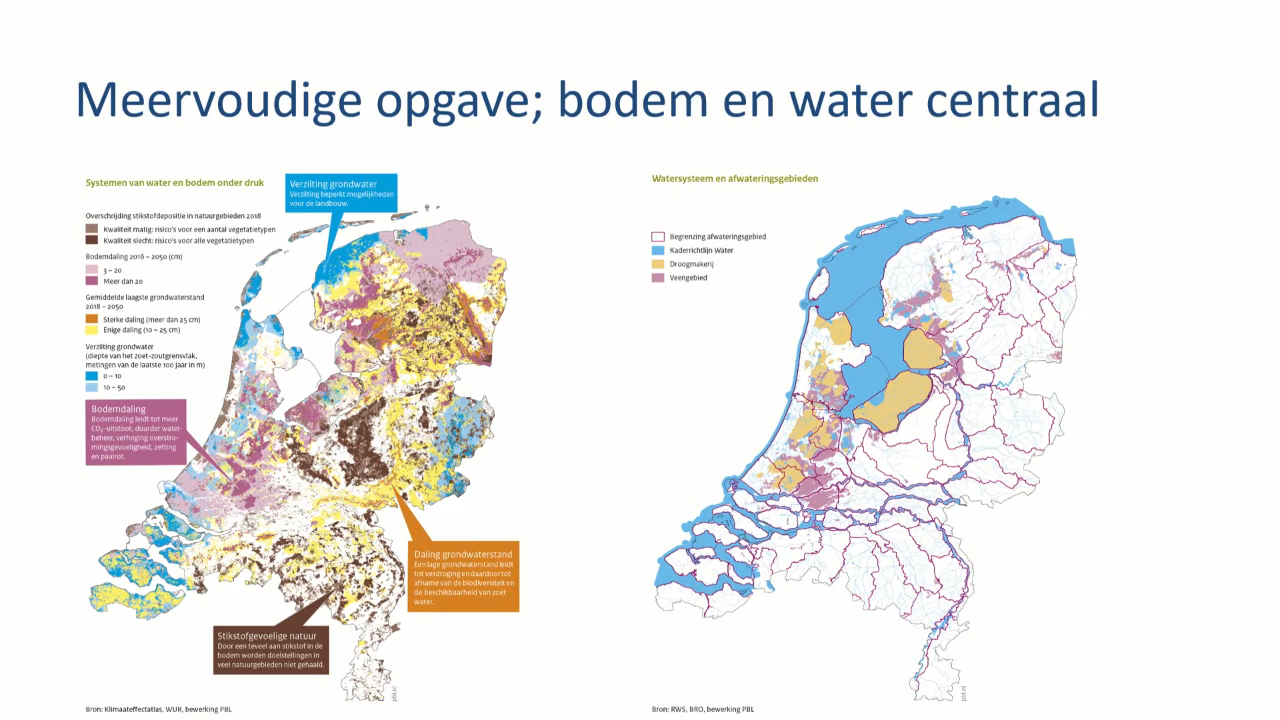 Meervoudige opgave; bodem en water centraal
Systemen van water en bodem onder druk
Overschrijding stikstofdepositie in natuurgebieden 2018
Kwaliteit matig: risico's voor een aantal vegetatietypen
Kwaliteit slecht: risico's voor alle vegetatietypen
Bodemdaling 2016 – 2050 (cm)
3 – 20
Meer dan 20
Gemiddelde laagste grondwaterstand
2018 – 2050
Sterke daling (meer dan 25 cm)
Enige daling (10 – 25 cm)
Verzilting grondwater
(diepte van het zoet-zoutgrensvlak,
metingen van de laatste 100 jaar in m)
0 – 10
10 – 50
Verzilting grondwater
Verzilting beperkt mogelijkheden
voor de landbouw.
Bodemdaling
Bodemdaling leidt tot meer
CO₂-uitstoot, duurder water-
beheer, verhoging overstro-
mingsgevoeligheid, zetting
en paalrot.
Daling grondwaterstand
Een lage grondwaterstand leidt
tot verdroging en daardoor tot
afname van de biodiversiteit en
de beschikbaarheid van zoet
water.
Stikstofgevoelige natuur
Door een teveel aan stikstof in de
bodem worden doelstellingen in
veel natuurgebieden niet gehaald.
pbl.nl
Bron: Klimaateffectatlas, WUR, bewerking PBL
Watersysteem en afwateringsgebieden
Begrenzing afwateringsgebied
Kaderrichtlijn Water
Droogmakerij
Veengebied
pbl.nl
Bron: RWS, BRO, bewerking PBL